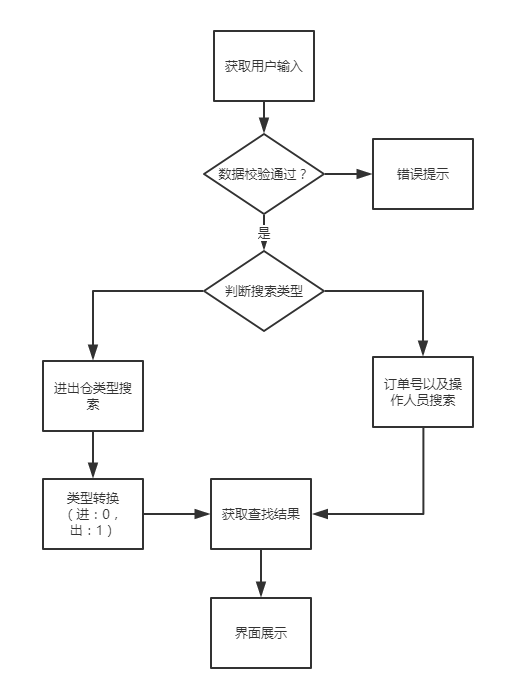 获取用户输入
数据校验通过？
错误提示
是
判断搜索类型
进出仓类型搜
索
订单号以及操
作人员搜索
类型转换
（进：0，
出：1）
获取查找结果
界面展示